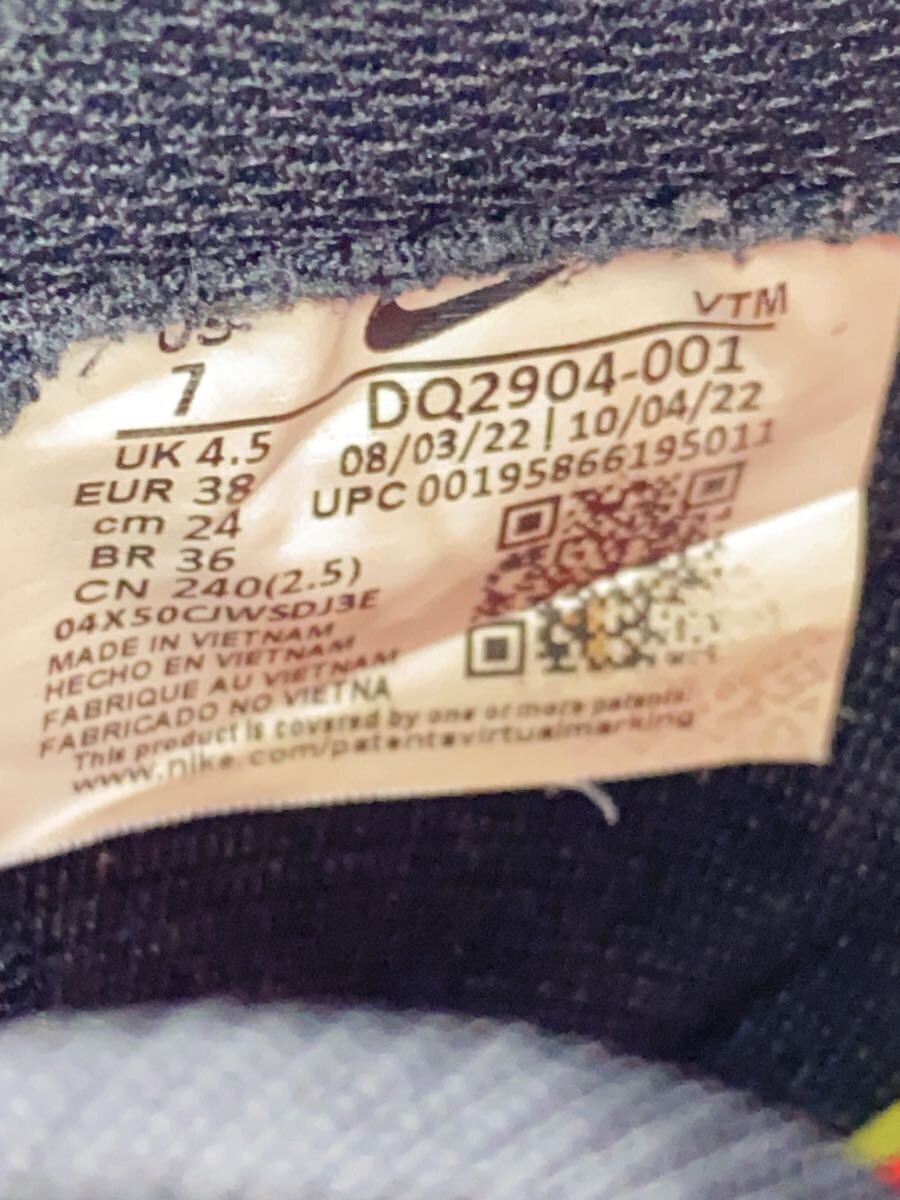 US
7
UK 4.5
EUR 38
cm 24
BR 36
CN 240(2.5)
04X50CJWSDJ3E
MADE IN VIETNAM
HECHO EN VIETNAM
FABRIQUE AU VIETNAM
FABRICADO NO VIETNA
This product is covered by one or more patents.
www.nike.com/patentsvirtualmarking
VTM
DQ2904-001
08/03/22 | 10/04/22
UPC 00195866195011